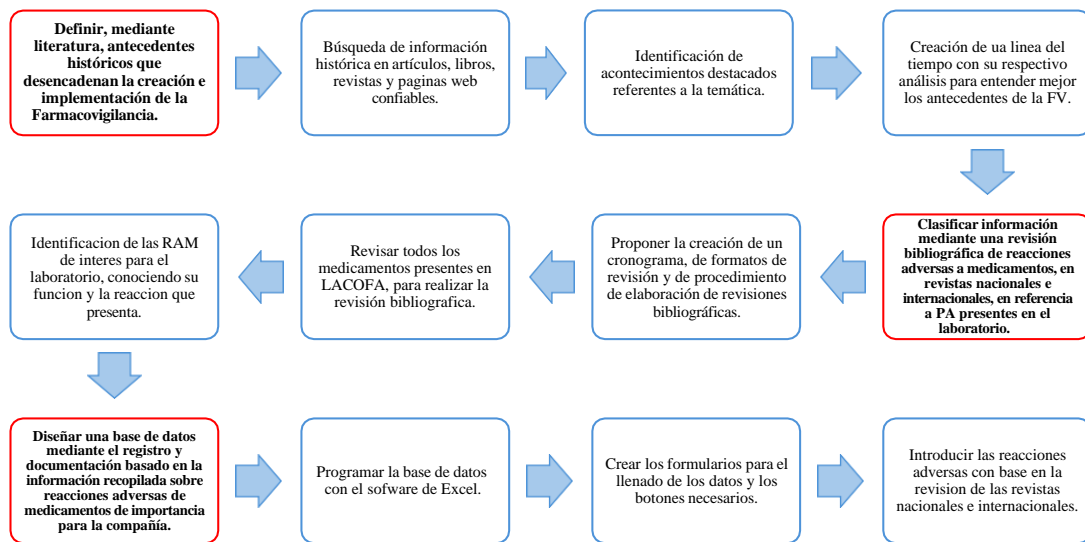 Definir, mediante
literatura, antecedentes
históricos que
desencadenan la creación e
implementación de la
Farmacovigilancia.
Búsqueda de información
histórica en artículos, libros,
revistas y paginas web
confiables.
Identificación de
acontecimientos destacados
referentes a la temática.
Creación de ua linea del
tiempo con su respectivo
análisis para entender mejor
los antecedentes de la FV.
Clasificar información
mediante una revisión
bibliográfica de reacciones
adversas a medicamentos, en
revistas nacionales e
internacionales, en referencia
a PA presentes en el
laboratorio.
Proponer la creación de un
cronograma, de formatos de
revisión y de procedimiento
de elaboración de revisiones
bibliográficas.
Revisar todos los
medicamentos presentes en
LACOFA, para realizar la
revisión bibliografica.
Identificacion de las RAM
de interes para el
laboratorio, conociendo su
funcion y la reaccion que
presenta.
Diseñar una base de datos
mediante el registro y
documentación basado en la
información recopilada sobre
reacciones adversas de
medicamentos de importancia
para la compañía.
Programar la base de datos
con el sofware de Excel.
Crear los formularios para el
llenado de los datos y los
botones necesarios.
Introducir las reacciones
adversas con base en la
revision de las revistas
nacionales e internacionales.